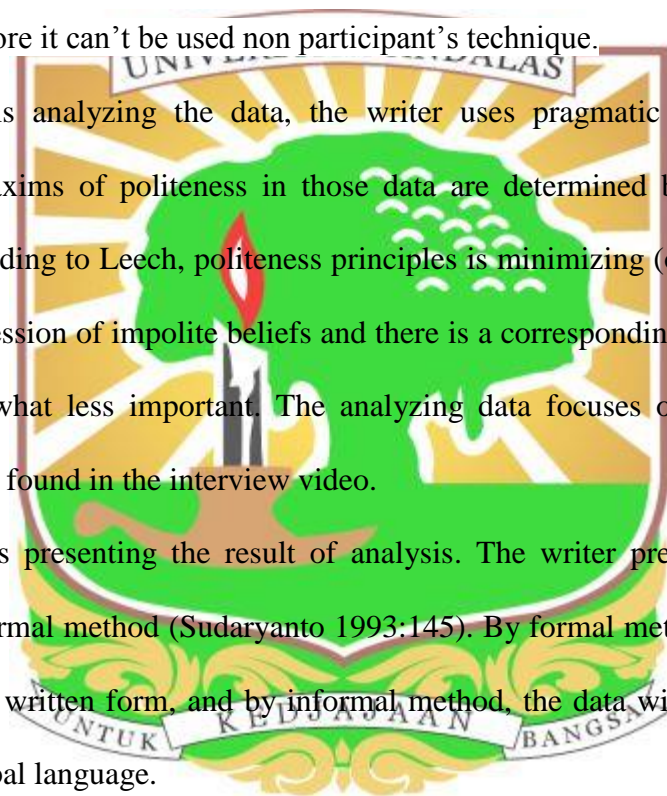 ore it can't be used non participant's technique.
UNIVERSITAS ANDALAS
is analyzing the data, the writer uses pragmatic
axims of politeness in those data are determined b
ding to Leech, politeness principles is minimizing (
ession of impolite beliefs and there is a correspondin
what less important. The analyzing data focuses o
found in the interview video.
s presenting the result of analysis. The writer pre
rmal method (Sudaryanto 1993:145). By formal met
written form, and by informal method, the data wi
UNTUK KEDJAJAAN BANGSA
bal language.